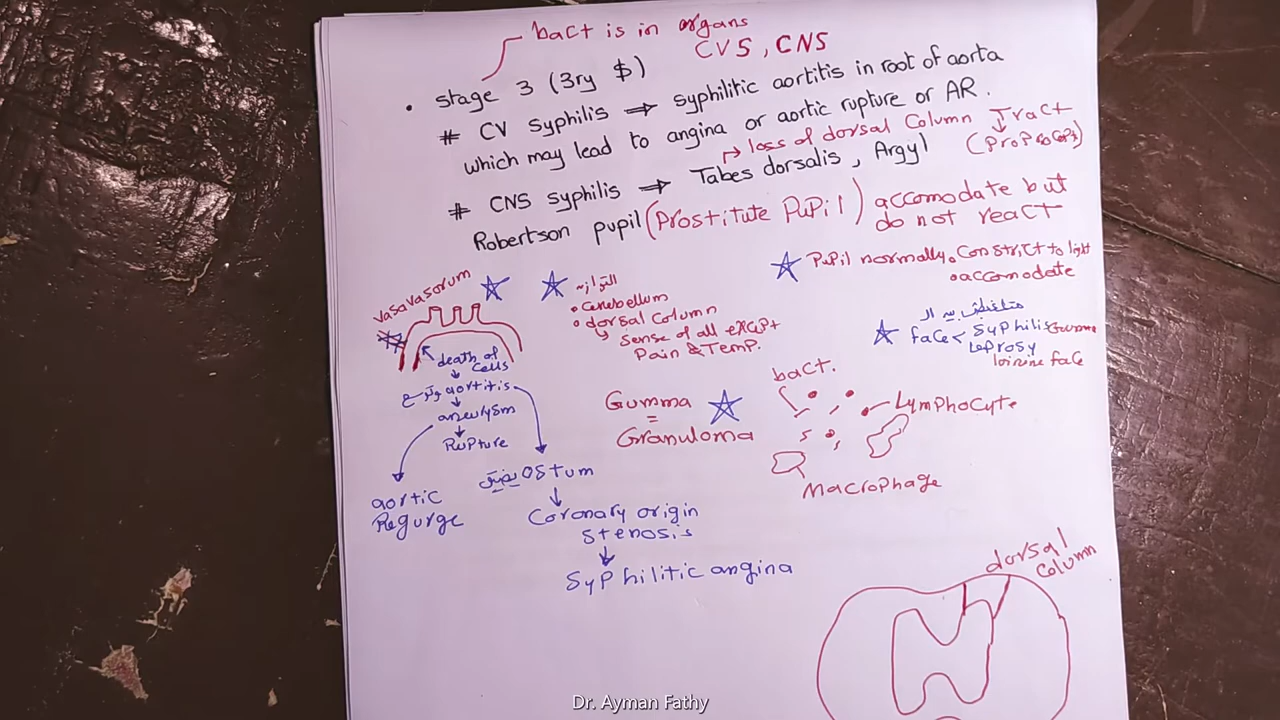 bact is in organs
CVS, CNS
• stage 3 (3ry $)
# CV syphilis ⇒ syphilitic aortitis in root of aorta
which may lead to angina or aortic rupture or AR.
loss of dorsal Column Tract
(Proprocep.)
# CNS syphilis ⇒ Tabes dorsalis, Argyl
Robertson pupil (Prostitute Pupil) accomodate but
do not react
Pupil normally • Constrict to light
• accomodate
Vasavasorum
death of
cells
aortitis
aneurysm
Rupture
aortic
Regurge
بيضيق ostum
Coronary origin
stenosis
Syphilitic angina
• Cerebellum
• dorsal Column
Sense of all except
Pain & Temp.
Gumma
=
Granuloma
face < Syphilis Gumma
Leprosy
loinine face
bact.
Lymphocyte
Macrophage
dorsal
column
Dr. Ayman Fathy